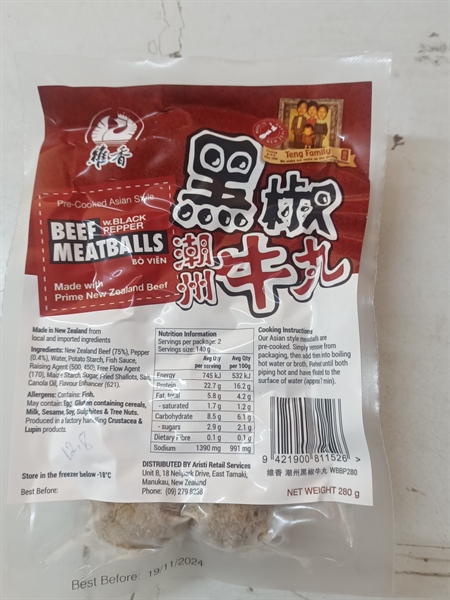 雅香
Teng Family
黑椒
潮州
牛丸
Pre-Cooked Asian Style
BEEF w.BLACK PEPPER
MEATBALLS
BÒ VIÊN
Made with
Prime New Zealand Beef
Made in New Zealand from
local and imported ingredients
Ingredients: New Zealand Beef (75%), Pepper
(0.4%), Water, Potato Starch, Fish Sauce,
Raising Agent (500, 450), Free Flow Agent
(170), Maize Starch, Sugar, Fried Shallots, Salt,
Canola Oil, Flavour Enhancer (621).
Allergens: Contains: Fish.
May contain Egg, Gluten containing cereals,
Milk, Sesame, Soy, Sulphites & Tree Nuts.
Produced in a factory handling Crustacea &
Lupin products.
12.8
Store in the freezer below -18°C
Best Before:
Nutrition Information
Servings per package: 2
Servings size: 140 g
Avg Qty per serving Avg Qty per 100g
Energy 745 kJ 532 kJ
Protein 22.7 g 16.2 g
Fat, total 5.8 g 4.2 g
- saturated 1.7 g 1.2 g
Carbohydrate 8.5 g 6.1 g
- sugars 2.9 g 2.1 g
Dietary Fibre 0.1 g 0.1 g
Sodium 1390 mg 991 mg
DISTRIBUTED BY Aristi Retail Services
Unit B, 18 Neilpark Drive, East Tamaki,
Manukau, New Zealand
Phone: (09) 279 8238
Cooking Instructions
Our Asian style meatballs are
pre-cooked. Simply remove from
packaging, then add them into boiling
hot water or broth. Reheat until both
piping hot and have floated to the
surface of water (approx 1 min).
9 421900 811526 >
維香 潮州黑椒牛丸 WBBP280
NET WEIGHT 280 g
Best Before: 19/11/2024